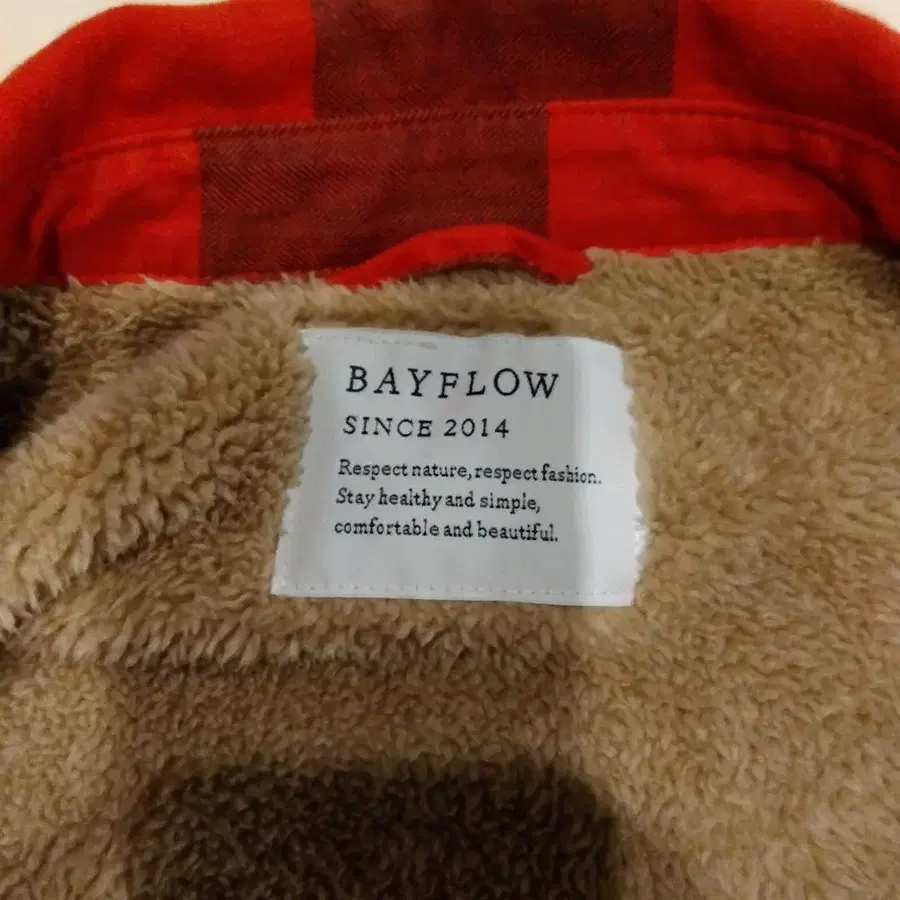 BAYFLOW
SINCE 2014
Respect nature, respect fashion.
Stay healthy and simple,
comfortable and beautiful.